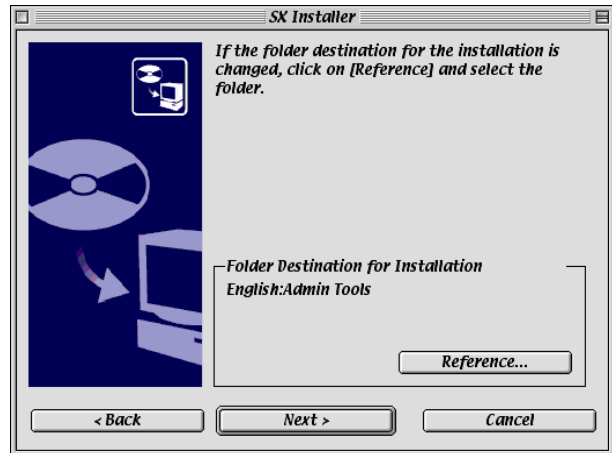 SX Installer
If the folder destination for the installation is
changed, click on [Reference] and select the
folder.
Folder Destination for Installation
English:Admin Tools
Reference...
< Back
Next >
Cancel